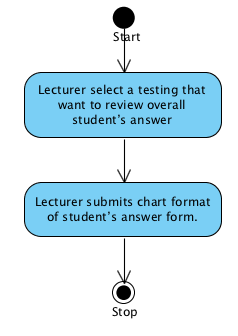 Start
Lecturer select a testing that
want to review overall
student's answer
Lecturer submits chart format
of student's answer form.
Stop